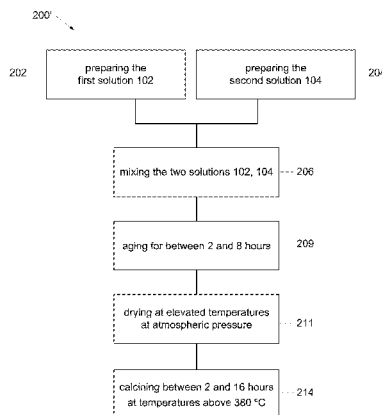 200'
202
preparing the
first solution 102
preparing the
second solution 104
204
mixing the two solutions 102, 104
206
aging for between 2 and 8 hours
209
drying at elevated temperatures
at atmospheric pressure
211
calcining between 2 and 16 hours
at temperatures above 380 °C
214